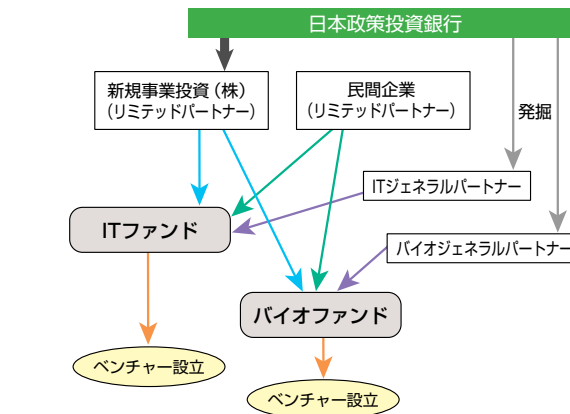 日本政策投資銀行
新規事業投資（株）
（リミテッドパートナー）
民間企業
（リミテッドパートナー）
発掘
ITジェネラルパートナー
ITファンド
バイオジェネラルパートナー
バイオファンド
ベンチャー設立
ベンチャー設立